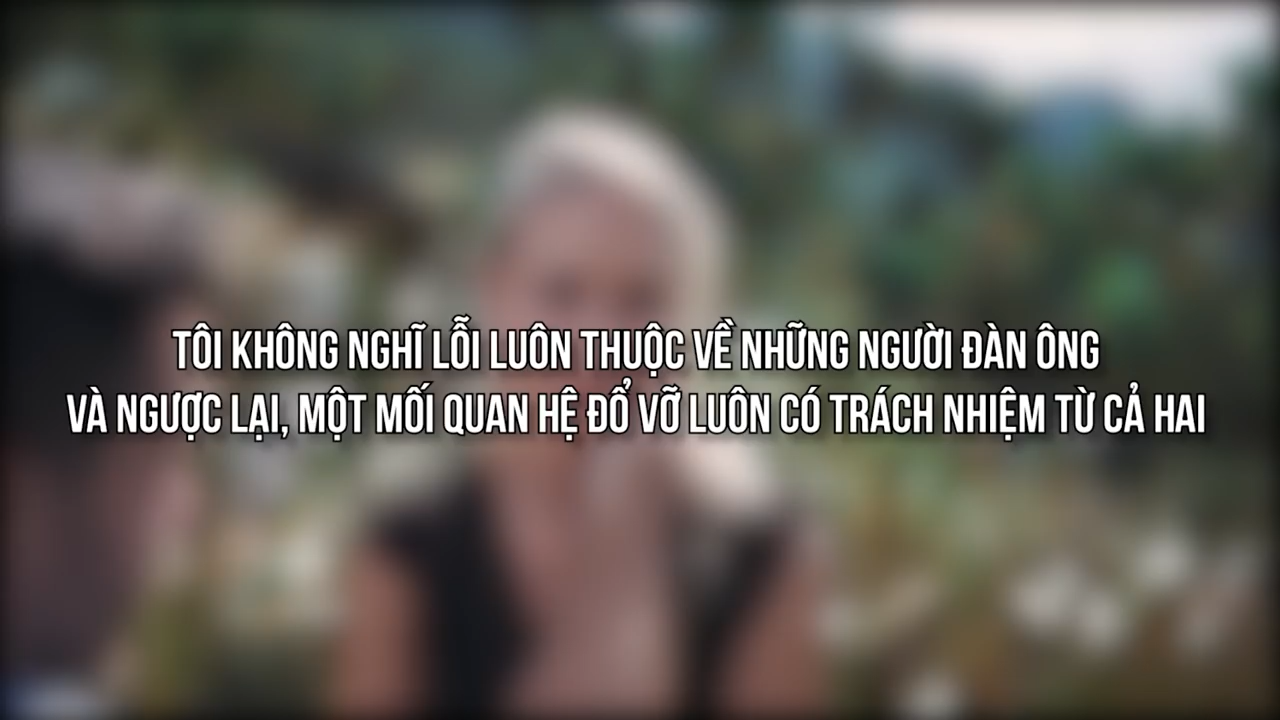 TÔI KHÔNG NGHĨ LỖI LUÔN THUỘC VỀ NHỮNG NGƯỜI ĐÀN ÔNG
VÀ NGƯỢC LẠI, MỘT MỐI QUAN HỆ ĐỔ VỠ LUÔN CÓ TRÁCH NHIỆM TỪ CẢ HAI